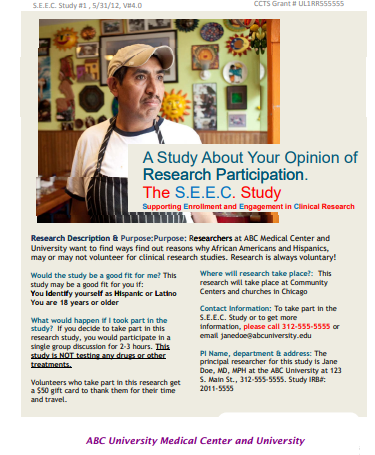 S.E.E.C. Study #1 , 5/31/12, V#4.0
CCTS Grant # UL1RR555555
A Study About Your Opinion of
Research Participation.
The S.E.E.C. Study
Supporting Enrollment and Engagement in Clinical Research
Research Description & Purpose:Purpose: Researchers at ABC Medical Center and
University want to find ways find out reasons why African Americans and Hispanics,
may or may not volunteer for clinical research studies. Research is always voluntary!
Would the study be a good fit for me? This
study may be a good fit for you if:
You Identify yourself as Hispanic or Latino
You are 18 years or older
What would happen if I took part in the
study? If you decide to take part in this
research study, you would participate in a
single group discussion for 2-3 hours. This
study is NOT testing any drugs or other
treatments.
Volunteers who take part in this research get
a $50 gift card to thank them for their time
and travel.
Where will research take place?: This
research will take place at Community
Centers and churches in Chicago
Contact Information: To take part in the
S.E.E.C. Study or to get more
information, please call 312-555-5555 or
email janedoe@abcuniversity.edu
PI Name, department & address: The
principal researcher for this study is Jane
Doe, MD, MPH at the ABC University at 123
S. Main St., 312-555-5555. Study IRB#:
2011-5555
ABC University Medical Center and University